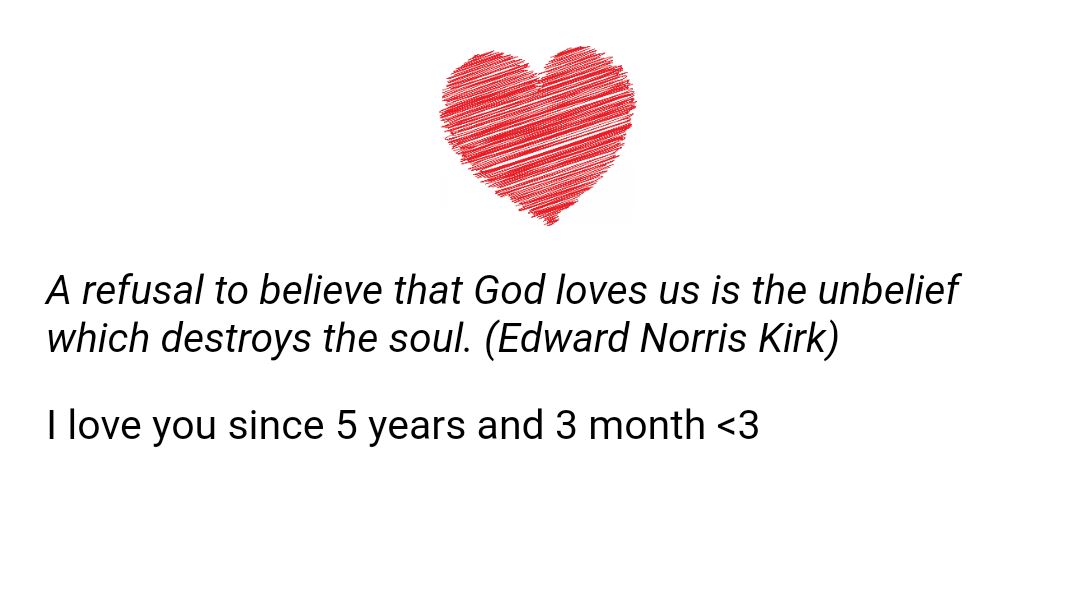 A refusal to believe that God loves us is the unbelief
which destroys the soul. (Edward Norris Kirk)
I love you since 5 years and 3 month <3